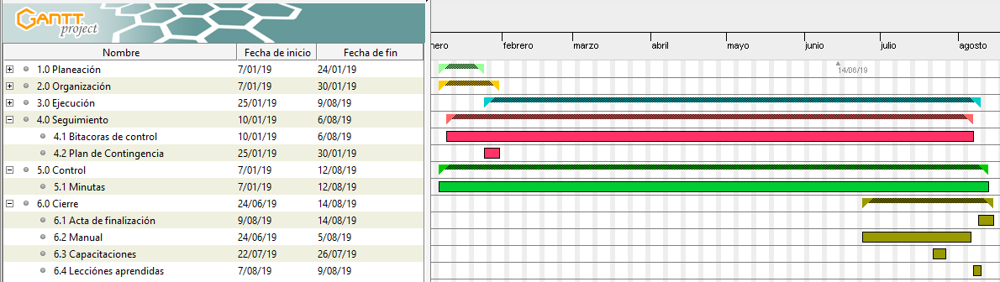 GANTT
project
nero febrero marzo abril mayo junio julio agosto
Nombre Fecha de inicio Fecha de fin
14/06/19
1.0 Planeación 7/01/19 24/01/19
2.0 Organización 7/01/19 30/01/19
3.0 Ejecución 25/01/19 9/08/19
4.0 Seguimiento 10/01/19 6/08/19
4.1 Bitacoras de control 10/01/19 6/08/19
4.2 Plan de Contingencia 25/01/19 30/01/19
5.0 Control 7/01/19 12/08/19
5.1 Minutas 7/01/19 12/08/19
6.0 Cierre 24/06/19 14/08/19
6.1 Acta de finalización 9/08/19 14/08/19
6.2 Manual 24/06/19 5/08/19
6.3 Capacitaciones 22/07/19 26/07/19
6.4 Lecciónes aprendidas 7/08/19 9/08/19